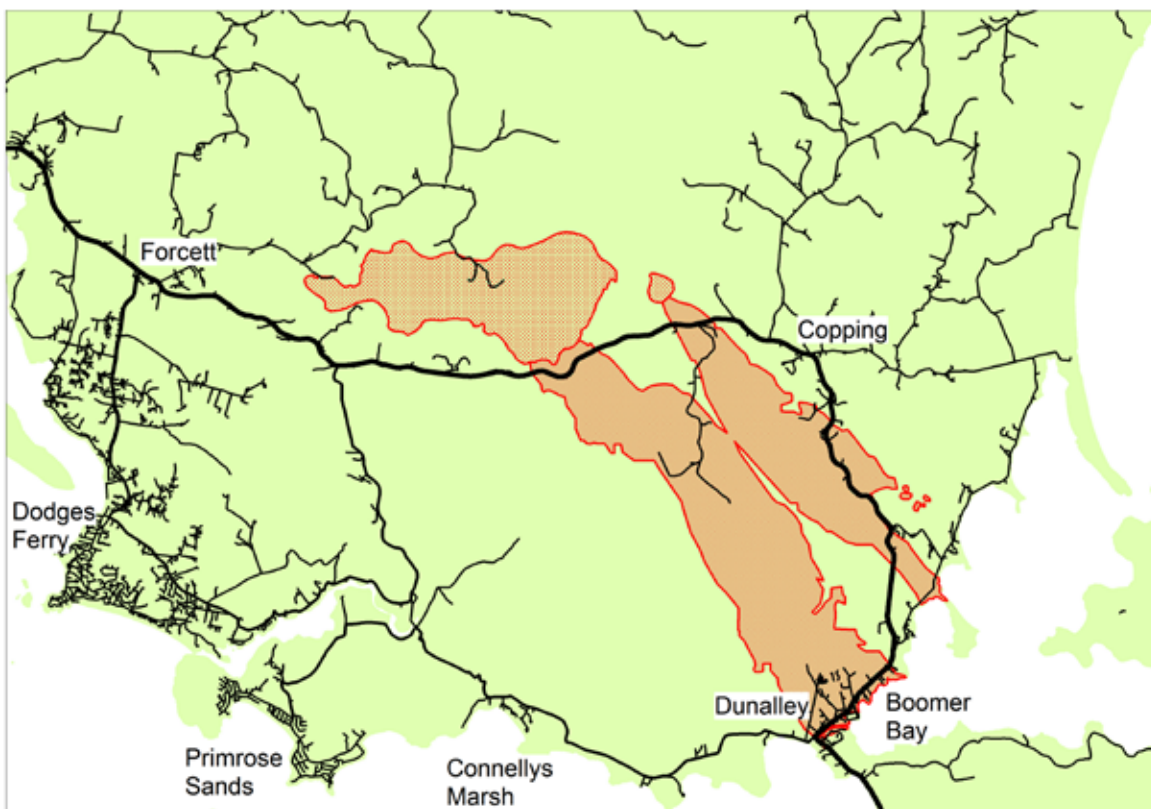 Forcett
Copping
Dodges
Ferry
Dunalley
Boomer
Bay
Primrose
Sands
Connellys
Marsh